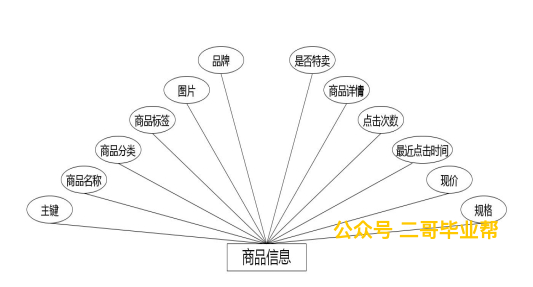 品牌
是否特卖
图片
商品详情
商品标签
点击次数
商品分类
最近点击时间
商品名称
现价
主键
规格
公众号 二哥毕业帮
商品信息